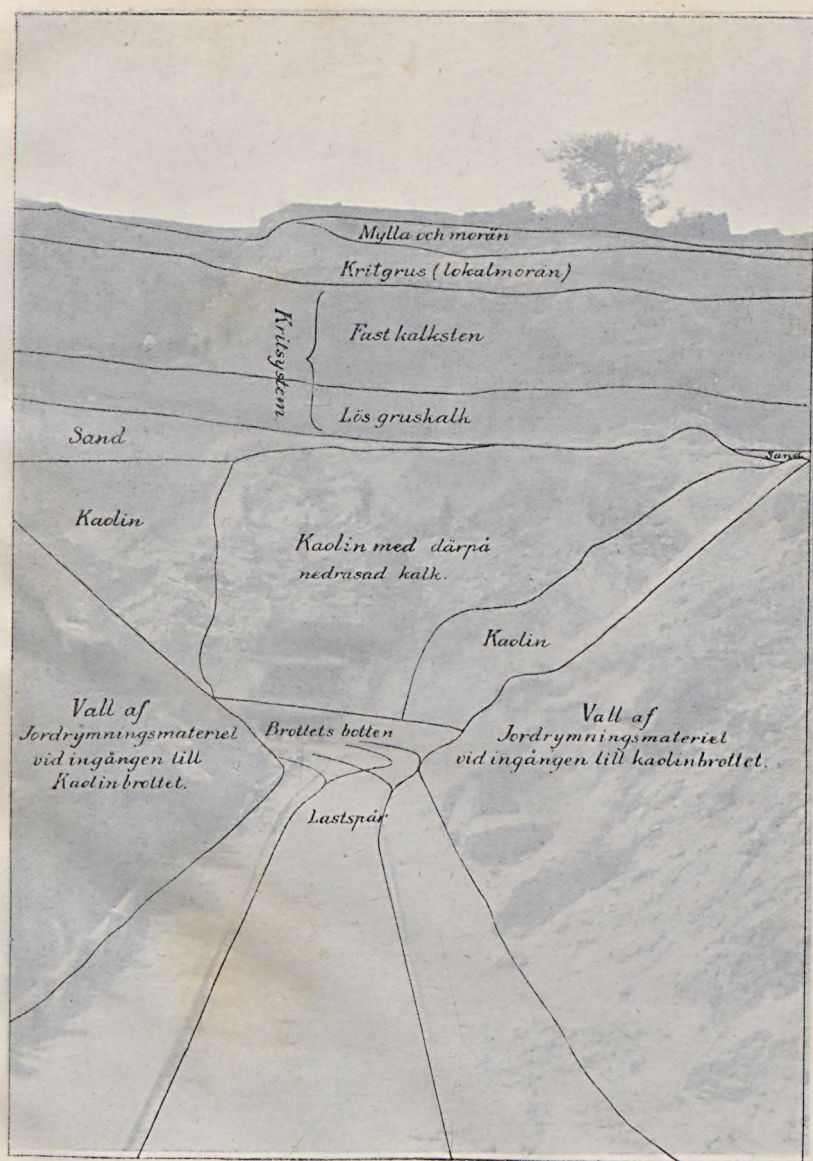 Mylla och morän
Kritgrus (lokalmorän)
Kritsystem.
Fast kalksten
Lös gruskalk
Sand
Sand
Kaolin
Kaolin med därpå
nedrasad kalk.
Kaolin
Vall af
Jordrymningsmateriel
vid ingången till
Kaolinbrottet.
Brottets botten
Vall af
Jordrymningsmateriel
vid ingången till kaolinbrottet.
Lastspår